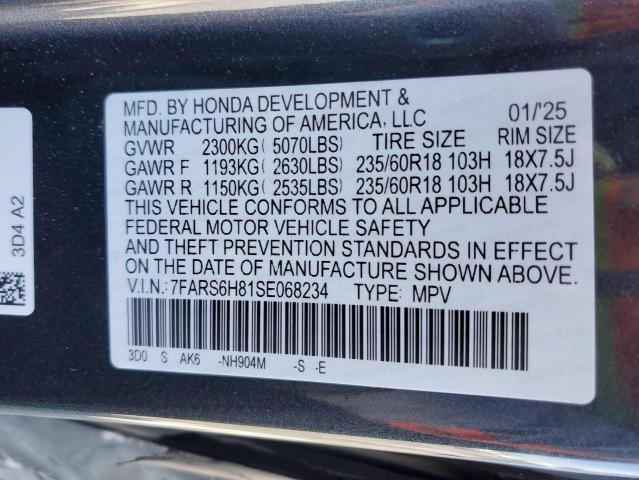 MFD. BY HONDA DEVELOPMENT &
MANUFACTURING OF AMERICA, LLC 01/'25
GVWR 2300KG( 5070LBS) TIRE SIZE RIM SIZE
GAWR F 1193KG( 2630LBS) 235/60R18 103H 18X7.5J
GAWR R 1150KG( 2535LBS) 235/60R18 103H 18X7.5J
THIS VEHICLE CONFORMS TO ALL APPLICABLE
FEDERAL MOTOR VEHICLE SAFETY
AND THEFT PREVENTION STANDARDS IN EFFECT
ON THE DATE OF MANUFACTURE SHOWN ABOVE.
V.I.N.:7FARS6H81SE068234 TYPE: MPV
3D0 S AK6 -NH904M -S -E
3D4 A2